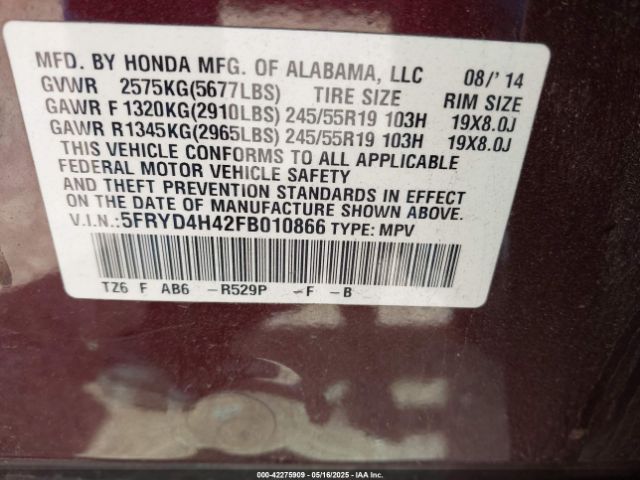 MFD. BY HONDA MFG. OF ALABAMA, LLC 08/'14
GVWR 2575KG(5677LBS) TIRE SIZE RIM SIZE
GAWR F 1320KG(2910LBS) 245/55R19 103H 19X8.0J
GAWR R 1345KG(2965LBS) 245/55R19 103H 19X8.0J
THIS VEHICLE CONFORMS TO ALL APPLICABLE
FEDERAL MOTOR VEHICLE SAFETY
AND THEFT PREVENTION STANDARDS IN EFFECT
ON THE DATE OF MANUFACTURE SHOWN ABOVE.
V.I.N.:5FRYD4H42FB010866 TYPE: MPV
TZ6 F AB6 -R529P -F -B
000-42275909 - 05/16/2025 - IAA Inc.